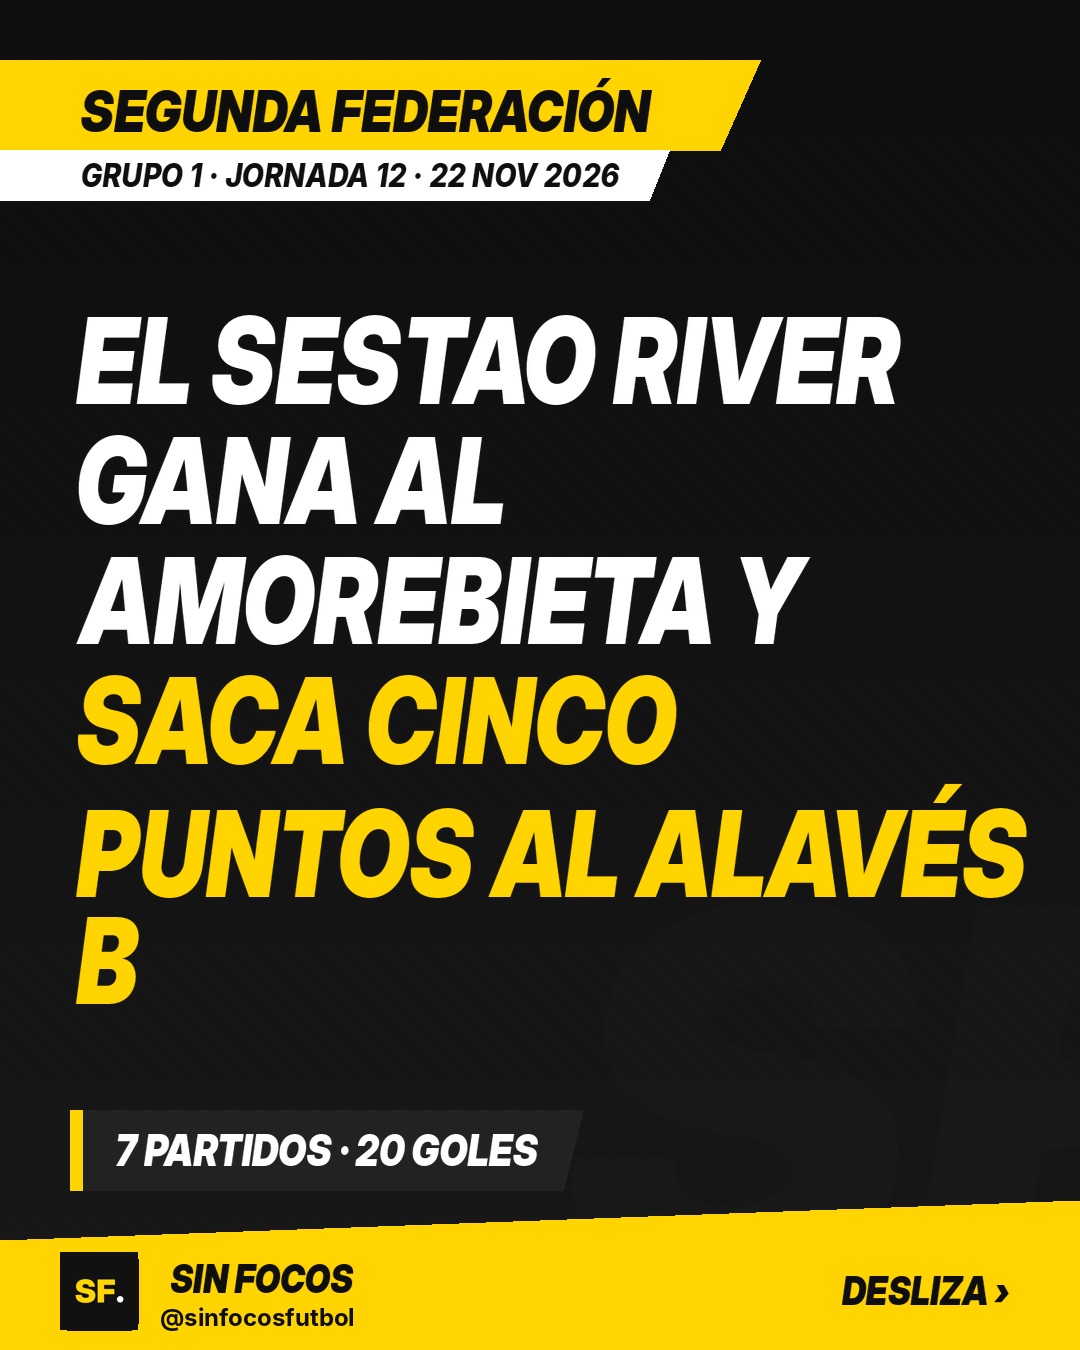 SEGUNDA FEDERACIÓN
GRUPO 1 · JORNADA 12 · 22 NOV 2026
EL SESTAO RIVER
GANA AL
AMOREBIETA Y
SACA CINCO
PUNTOS AL ALAVÉS
B
7 PARTIDOS · 20 GOLES
SF.
SIN FOCOS
@sinfocosfutbol
DESLIZA ›
SF